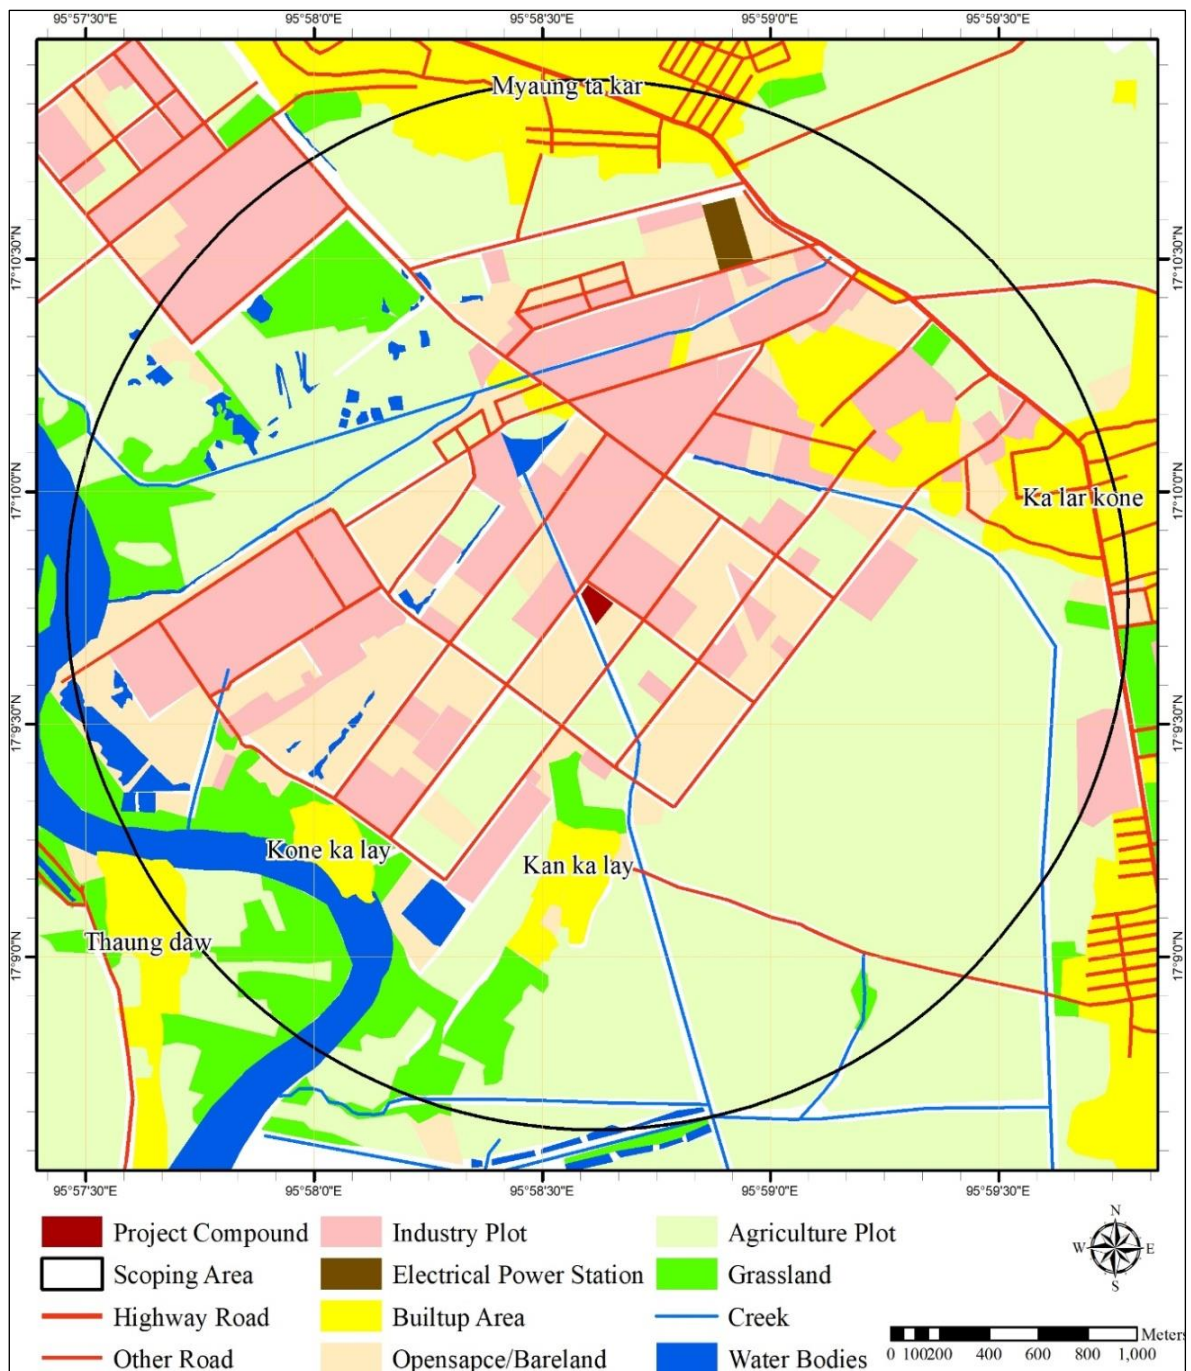 95°57'30"E 95°58'0"E 95°58'30"E 95°59'0"E 95°59'30"E
Myaung ta kar
17°10'30"N 17°10'30"N
17°10'0"N 17°10'0"N
Ka lar kone
17°9'30"N 17°9'30"N
Kone ka lay
Kan ka lay
Thaung daw
17°9'0"N 17°9'0"N
95°57'30"E 95°58'0"E 95°58'30"E 95°59'0"E 95°59'30"E
Project Compound Industry Plot Agriculture Plot
N
W E
S
Scoping Area Electrical Power Station Grassland
Highway Road Builtup Area Creek
Meters
Other Road Opensapce/Bareland Water Bodies
0 100200 400 600 800 1,000